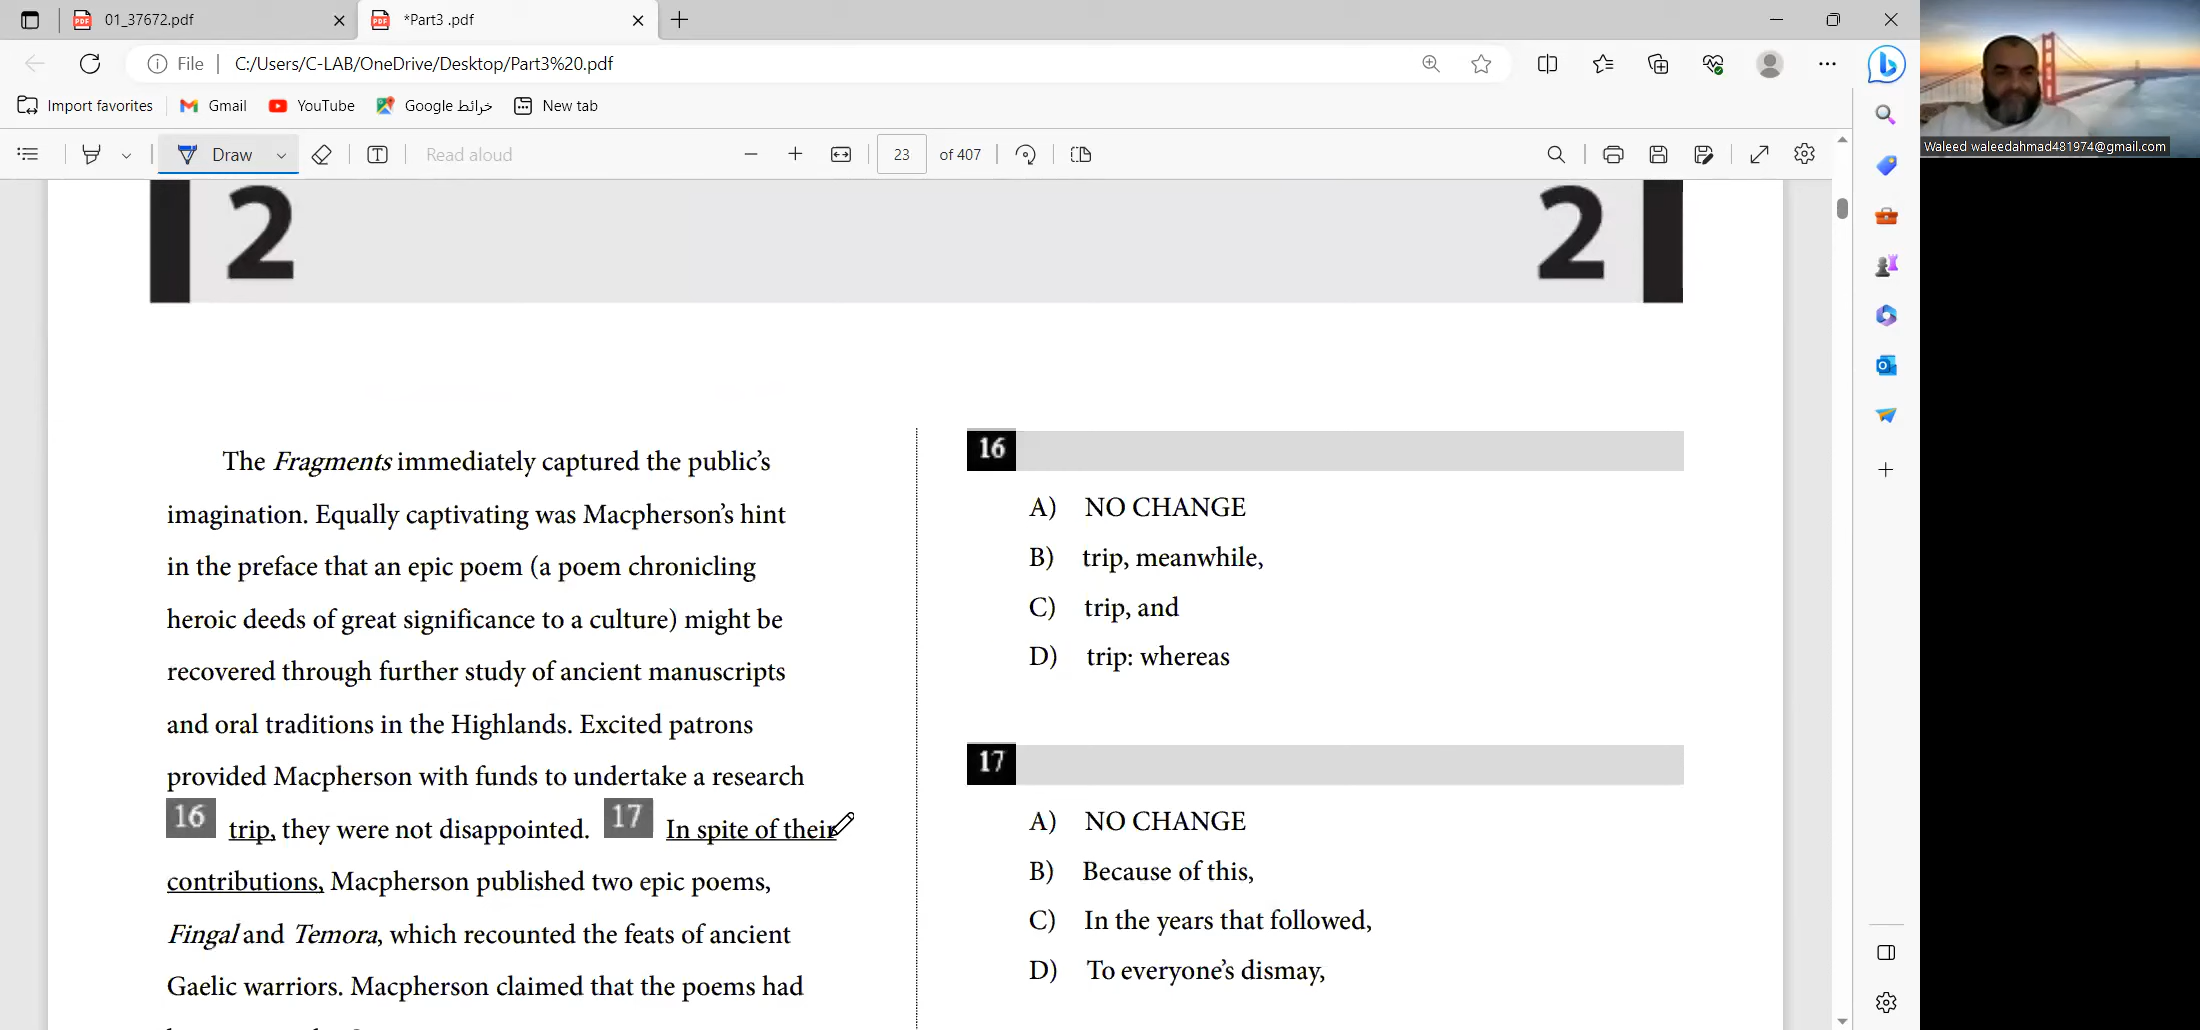 01_37672.pdf
*Part3 .pdf
File
C:/Users/C-LAB/OneDrive/Desktop/Part3%20.pdf
Import favorites
Gmail
YouTube
Google خرائط
New tab
Draw
Read aloud
23
of 407
Waleed waleedahmad481974@gmail.com
2
2
The Fragments immediately captured the public’s
imagination. Equally captivating was Macpherson’s hint
in the preface that an epic poem (a poem chronicling
heroic deeds of great significance to a culture) might be
recovered through further study of ancient manuscripts
and oral traditions in the Highlands. Excited patrons
provided Macpherson with funds to undertake a research
16 trip, they were not disappointed. 17 In spite of their
contributions, Macpherson published two epic poems,
Fingal and Temora, which recounted the feats of ancient
Gaelic warriors. Macpherson claimed that the poems had
16
A) NO CHANGE
B) trip, meanwhile,
C) trip, and
D) trip: whereas
17
A) NO CHANGE
B) Because of this,
C) In the years that followed,
D) To everyone’s dismay,